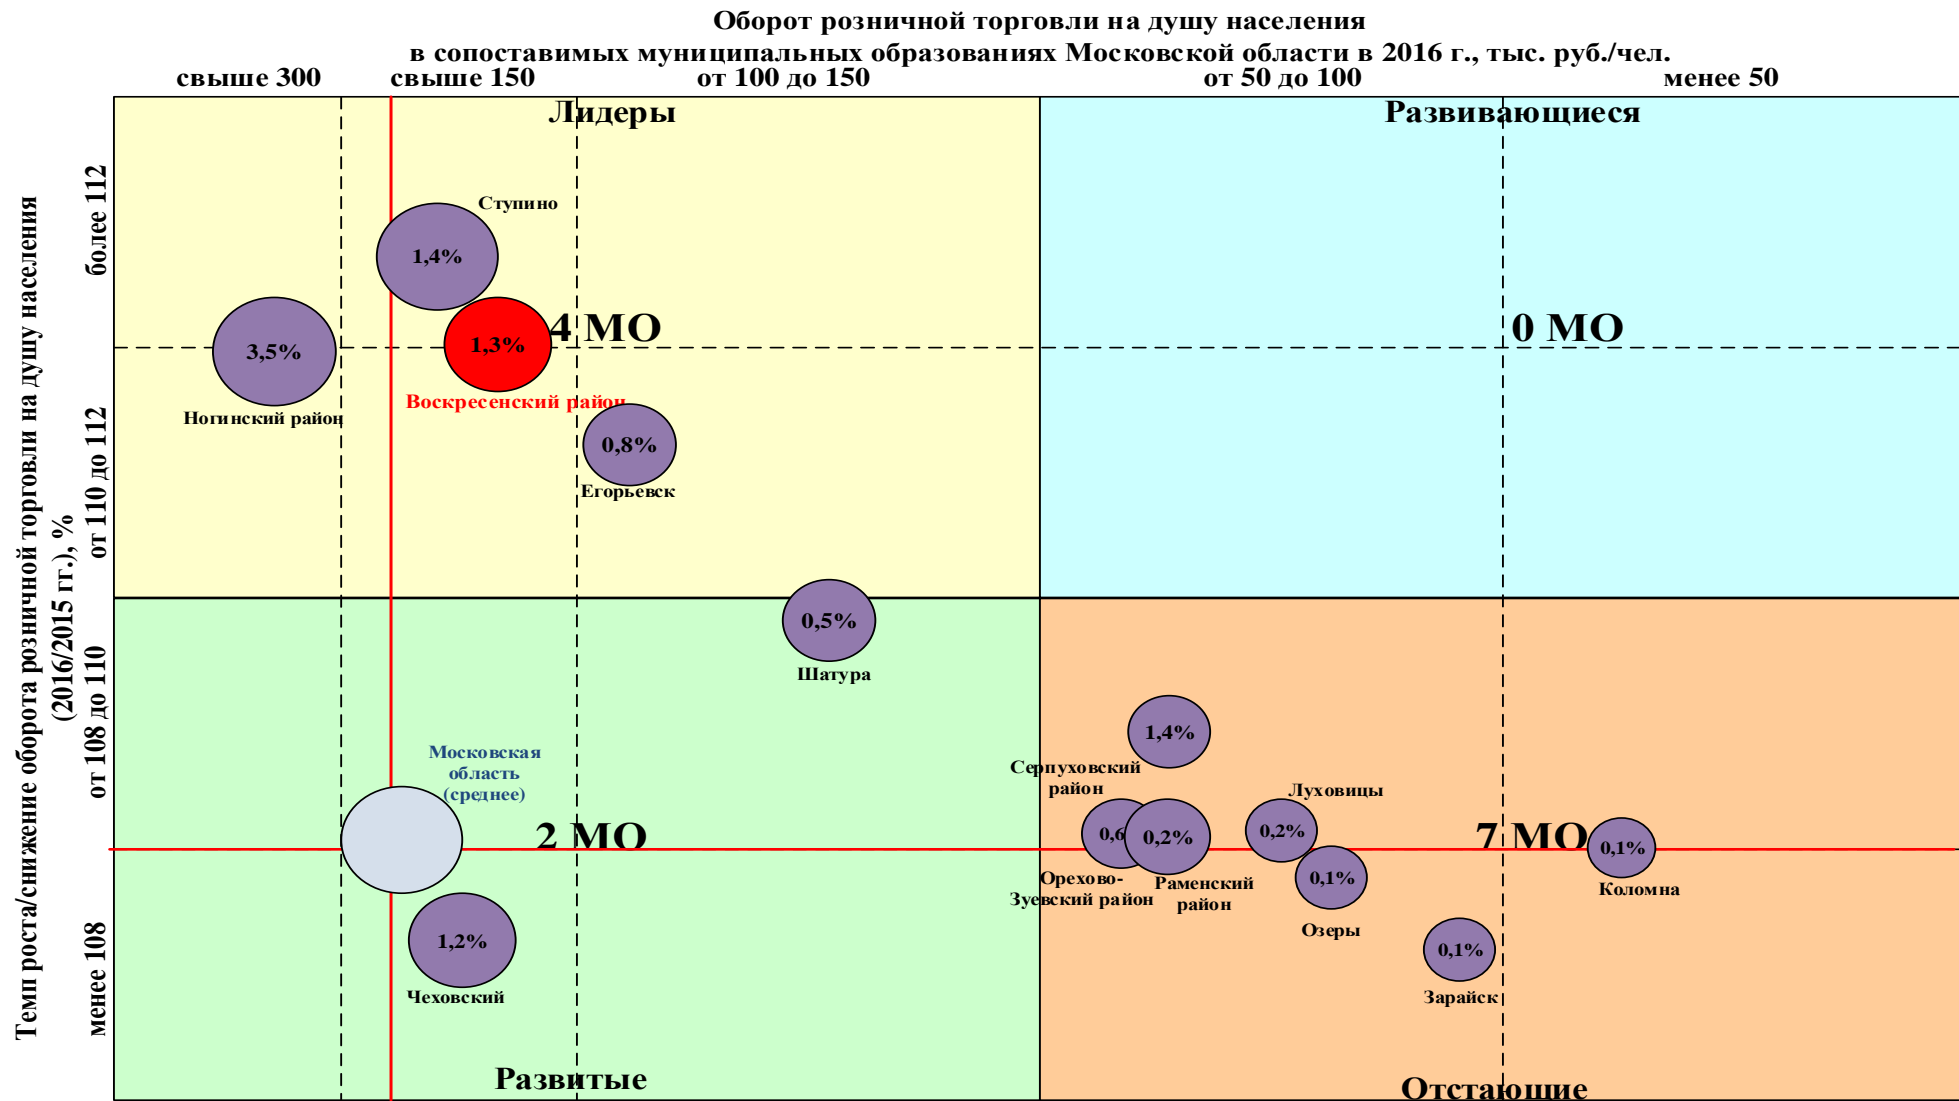 Оборот розничной торговли на душу населения
в сопоставимых муниципальных образованиях Московской области в 2016 г., тыс. руб./чел.
свыше 300
свыше 150
от 100 до 150
от 50 до 100
менее 50
Темп роста/снижение оборота розничной торговли на душу населения
(2016/2015 гг.), %
более 112
от 110 до 112
от 108 до 110
менее 108
Лидеры
Развивающиеся
Ступино
1,4%
4 МО
0 МО
3,5%
1,3%
Ногинский район
Воскресенский район
0,8%
Егорьевск
0,5%
Шатура
Московская
область
(среднее)
2 МО
1,2%
Чеховский
Развитые
1,4%
Серпуховский
район
0,6
0,2%
Орехово-
Зуевский район
Раменский
район
Луховицы
0,2%
0,1%
Озеры
7 МО
0,1%
Коломна
0,1%
Зарайск
Отстающие